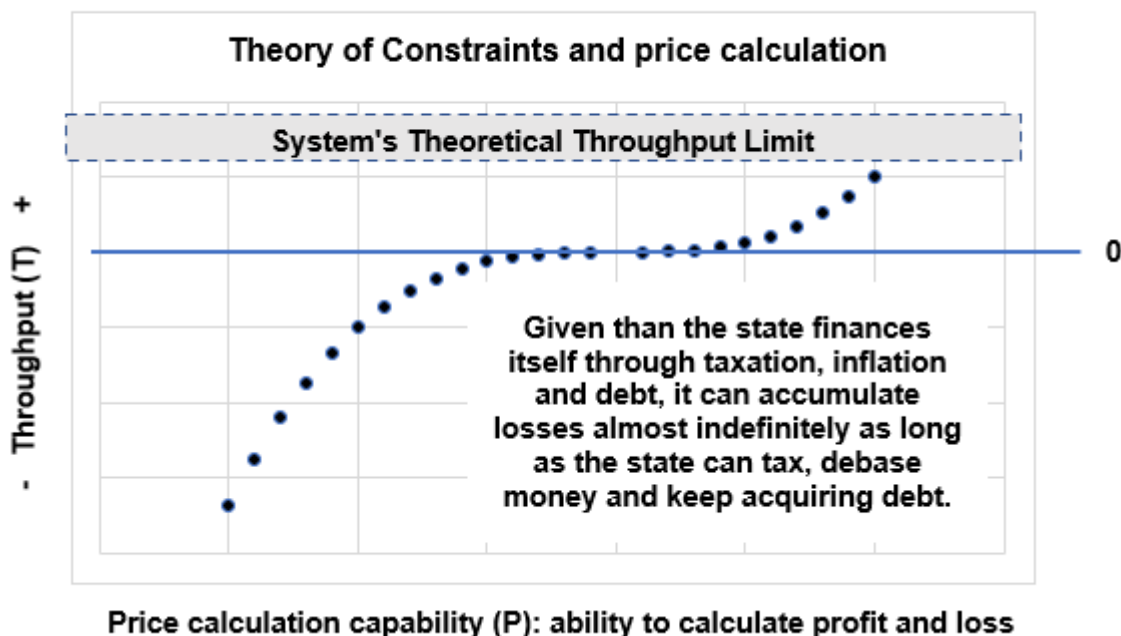 Theory of Constraints and price calculation
System's Theoretical Throughput Limit
- Throughput (T) +
0
Given than the state finances
itself through taxation, inflation
and debt, it can accumulate
losses almost indefinitely as long
as the state can tax, debase
money and keep acquiring debt.
Price calculation capability (P): ability to calculate profit and loss